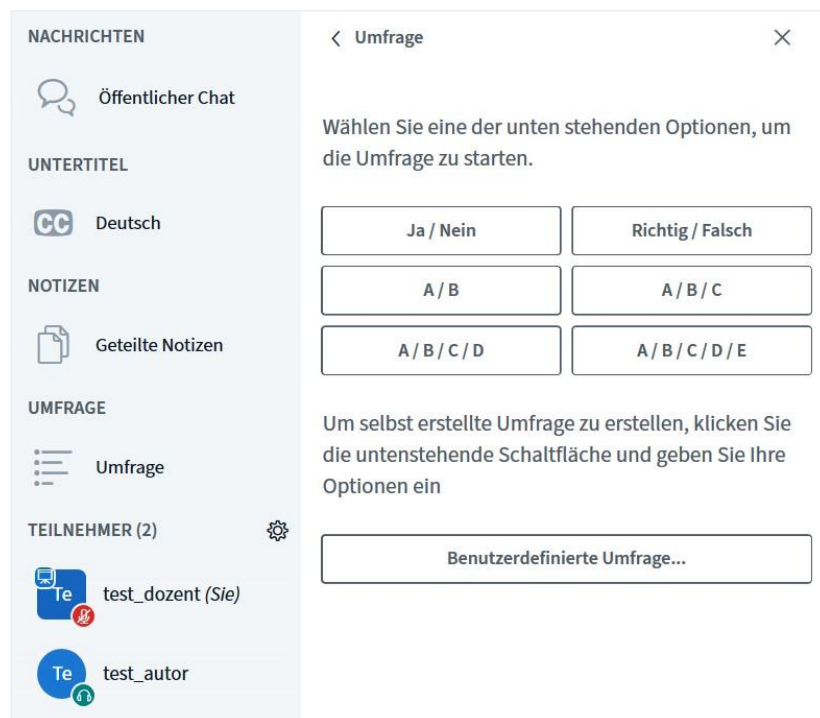 NACHRICHTEN
Öffentlicher Chat
UNTERTITEL
CC
Deutsch
NOTIZEN
Geteilte Notizen
UMFRAGE
Umfrage
TEILNEHMER (2)
Te
test_dozent (Sie)
Te
test_autor
Umfrage
Wählen Sie eine der unten stehenden Optionen, um
die Umfrage zu starten.
Ja / Nein
Richtig / Falsch
A / B
A / B / C
A / B / C / D
A / B / C / D / E
Um selbst erstellte Umfrage zu erstellen, klicken Sie
die untenstehende Schaltfläche und geben Sie Ihre
Optionen ein
Benutzerdefinierte Umfrage...